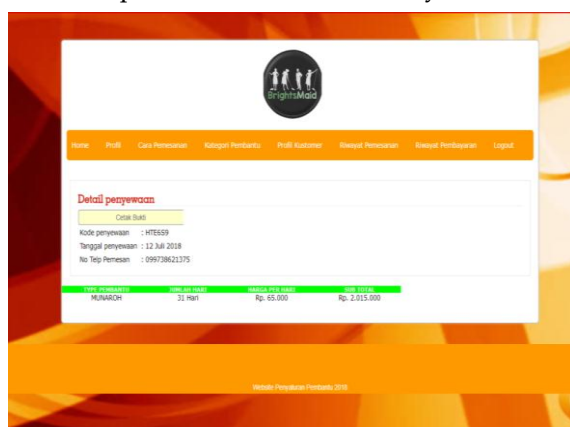 BrightsMaid
Home Profil Cara Pemesanan Kategori Pembantu Profil Kostumer Riwayat Pemesanan Riwayat Pembayaran Logout
Detail penyewaan
Cetak Bukti
Kode penyewaan : HTE6S9
Tanggal penyewaan : 12 Juli 2018
No Telp Pemesan : 099738621375
TYPE PEMBANTU JUMLAH HARI HARGA PER HARI SUB TOTAL
MUNAROH 31 Hari Rp. 65.000 Rp. 2.015.000
Website Penyaluran Pembantu 2018